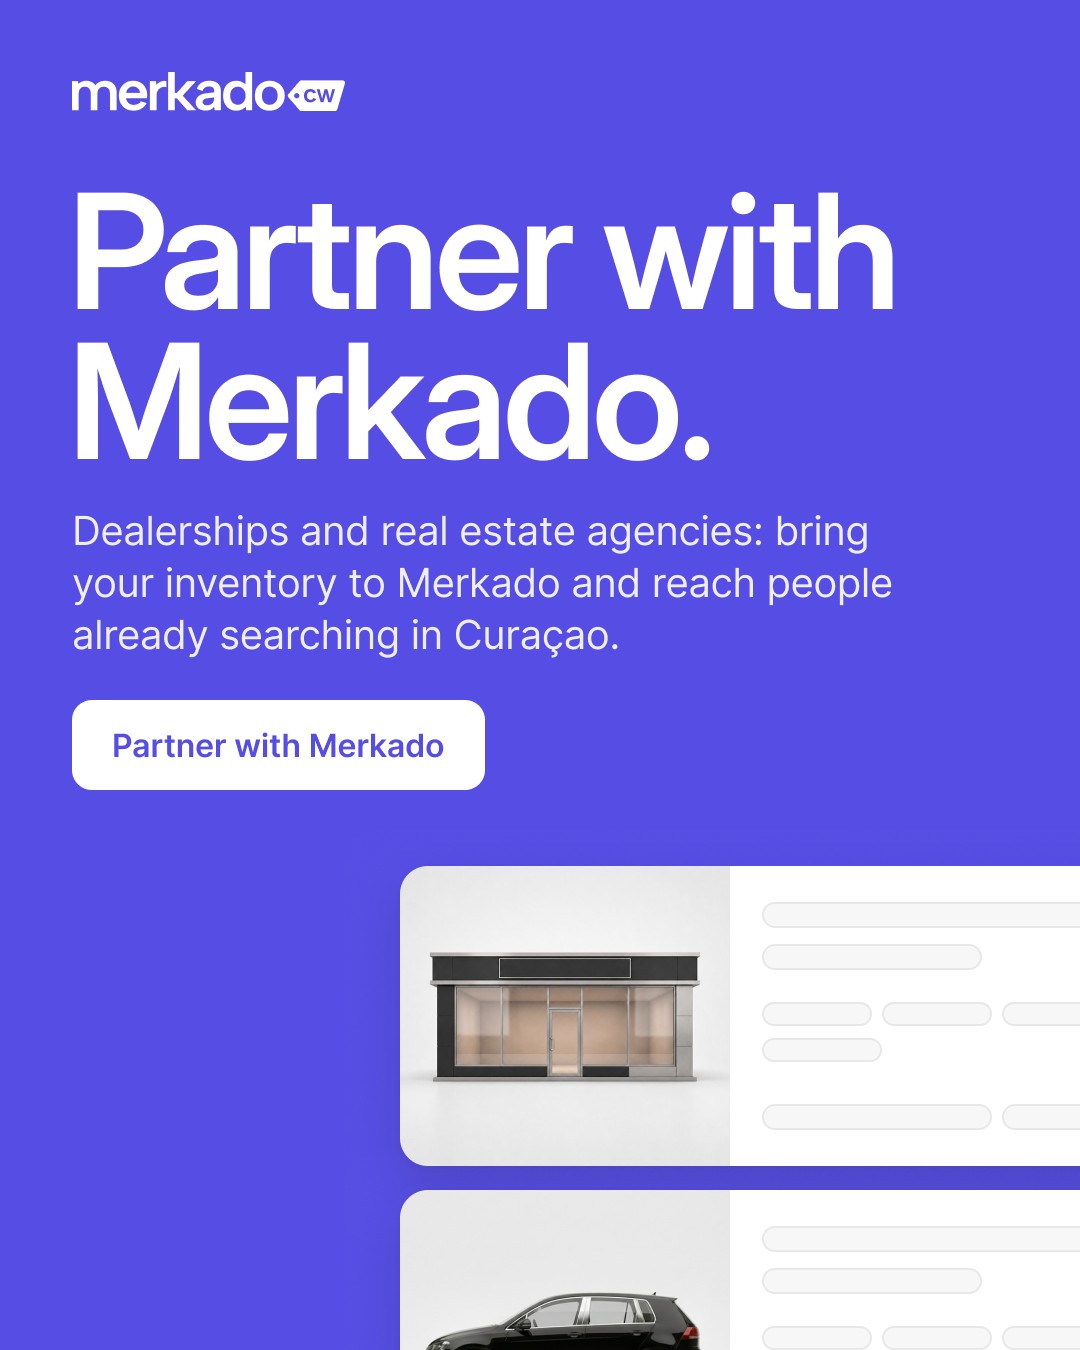 merkado CW
Partner with
Merkado.
Dealerships and real estate agencies: bring
your inventory to Merkado and reach people
already searching in Curaçao.
Partner with Merkado